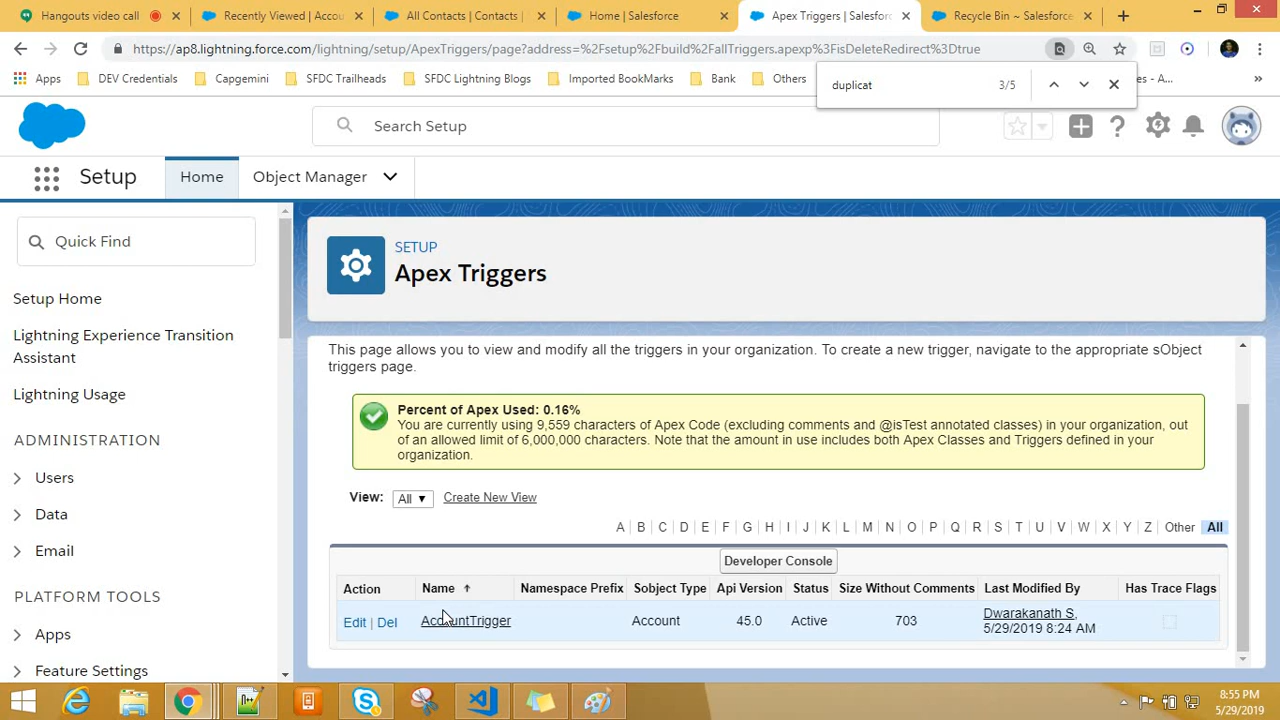 Hangouts video call
Recently Viewed | Accou
All Contacts | Contacts |
Home | Salesforce
Apex Triggers | Salesforc
Recycle Bin ~ Salesforce
https://ap8.lightning.force.com/lightning/setup/ApexTriggers/page?address=%2Fsetup%2Fbuild%2FallTriggers.apexp%3FisDeleteRedirect%3Dtrue
Apps
DEV Credentials
Capgemini
SFDC Trailheads
SFDC Lightning Blogs
Imported BookMarks
Bank
Others
- A...
»
duplicat
3/5
Search Setup
Setup
Home
Object Manager
Quick Find
Setup Home
Lightning Experience Transition
Assistant
Lightning Usage
ADMINISTRATION
Users
Data
Email
PLATFORM TOOLS
Apps
Feature Settings
SETUP
Apex Triggers
This page allows you to view and modify all the triggers in your organization. To create a new trigger, navigate to the appropriate sObject
triggers page.
Percent of Apex Used: 0.16%
You are currently using 9,559 characters of Apex Code (excluding comments and @isTest annotated classes) in your organization, out
of an allowed limit of 6,000,000 characters. Note that the amount in use includes both Apex Classes and Triggers defined in your
organization.
View: All Create New View
A | B | C | D | E | F | G | H | I | J | K | L | M | N | O | P | Q | R | S | T | U | V | W | X | Y | Z | Other | All
Developer Console
Action Name Namespace Prefix Sobject Type Api Version Status Size Without Comments Last Modified By Has Trace Flags
Edit | Del AccountTrigger Account 45.0 Active 703 Dwarakanath S,
5/29/2019 8:24 AM
8:55 PM
5/29/2019